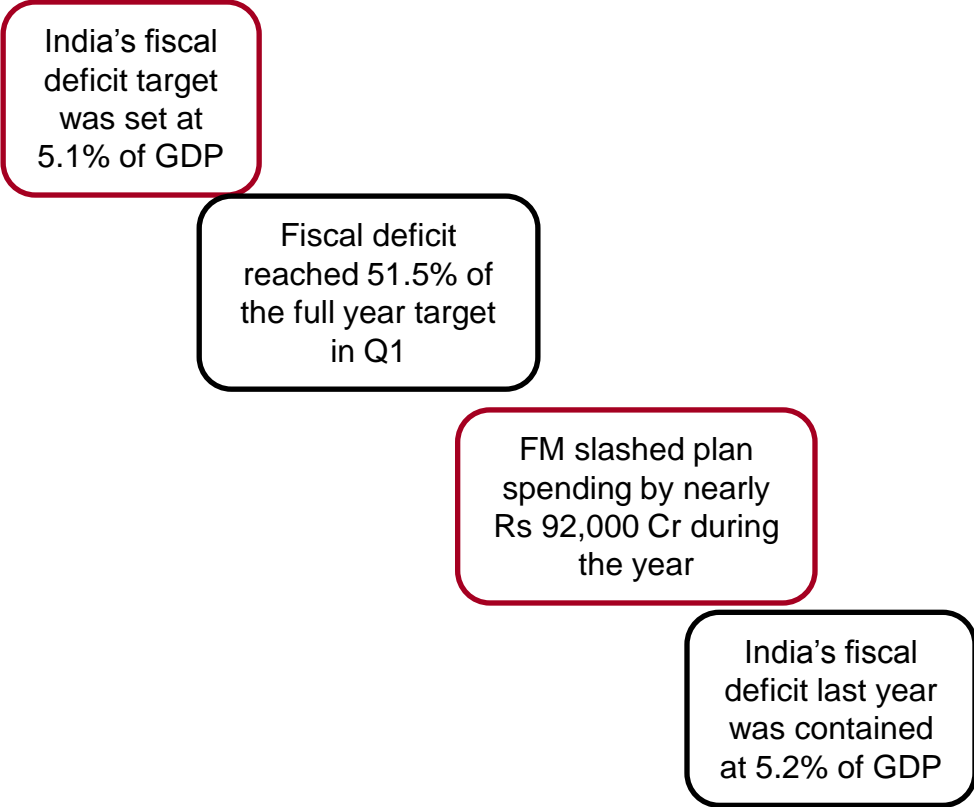 India’s fiscal
deficit target
was set at
5.1% of GDP
Fiscal deficit
reached 51.5% of
the full year target
in Q1
FM slashed plan
spending by nearly
Rs 92,000 Cr during
the year
India’s fiscal
deficit last year
was contained
at 5.2% of GDP